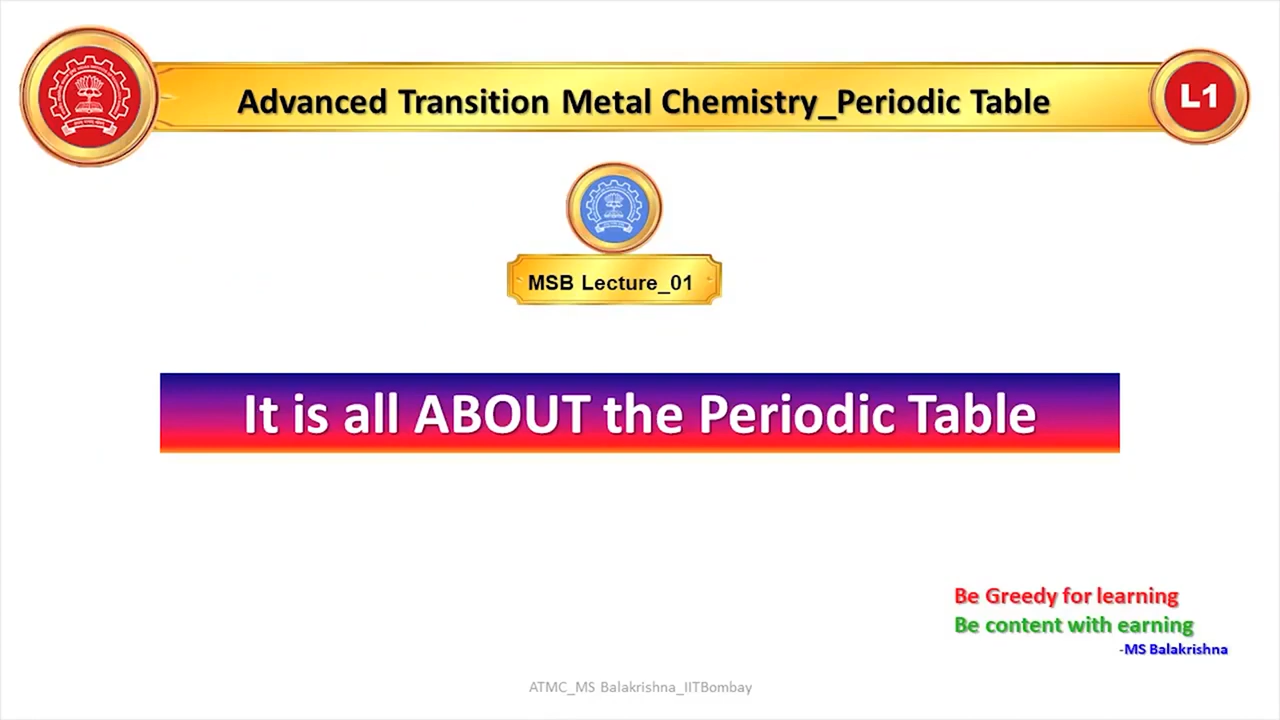 Advanced Transition Metal Chemistry_Periodic Table
L1
MSB Lecture_01
It is all ABOUT the Periodic Table
Be Greedy for learning
Be content with earning
-MS Balakrishna
ATMC_MS Balakrishna_IITBombay